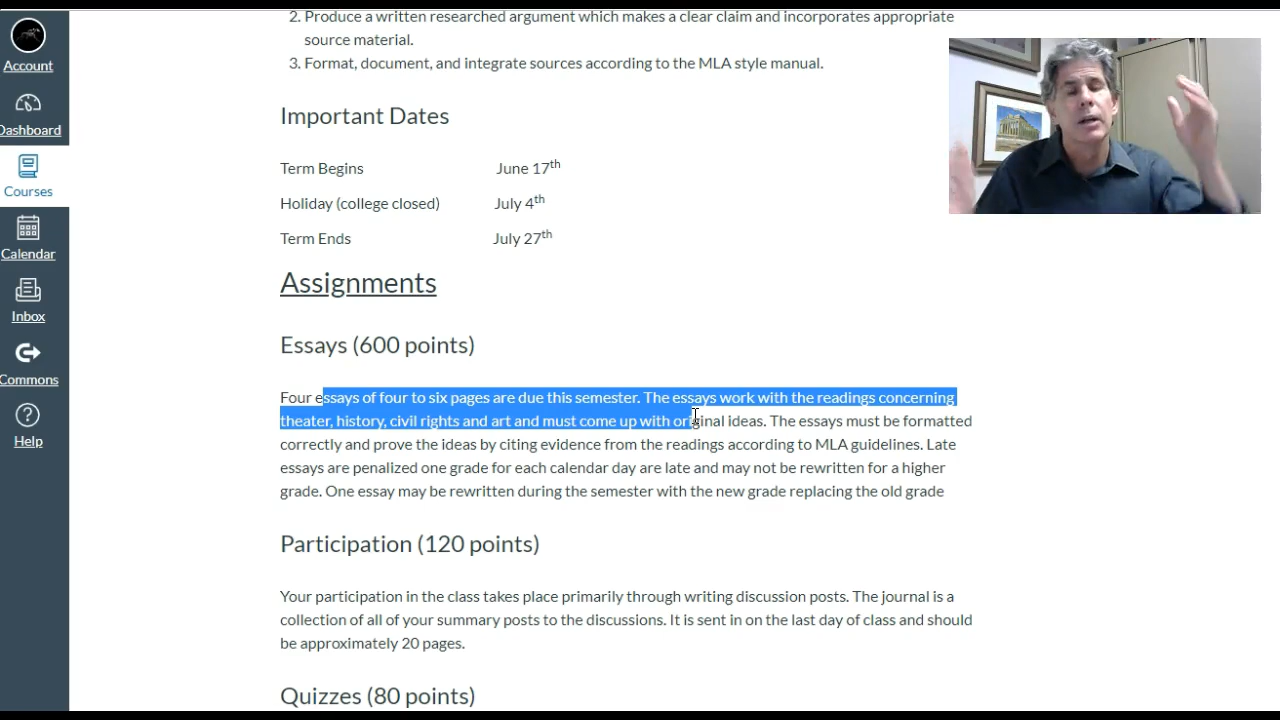 Account
Dashboard
Courses
Calendar
Inbox
Commons
Help
2. Produce a written researched argument which makes a clear claim and incorporates appropriate
source material.
3. Format, document, and integrate sources according to the MLA style manual.
Important Dates
Term Begins June 17th
Holiday (college closed) July 4th
Term Ends July 27th
Assignments
Essays (600 points)
Four essays of four to six pages are due this semester. The essays work with the readings concerning
theater, history, civil rights and art and must come up with original ideas. The essays must be formatted
correctly and prove the ideas by citing evidence from the readings according to MLA guidelines. Late
essays are penalized one grade for each calendar day are late and may not be rewritten for a higher
grade. One essay may be rewritten during the semester with the new grade replacing the old grade
Participation (120 points)
Your participation in the class takes place primarily through writing discussion posts. The journal is a
collection of all of your summary posts to the discussions. It is sent in on the last day of class and should
be approximately 20 pages.
Quizzes (80 points)